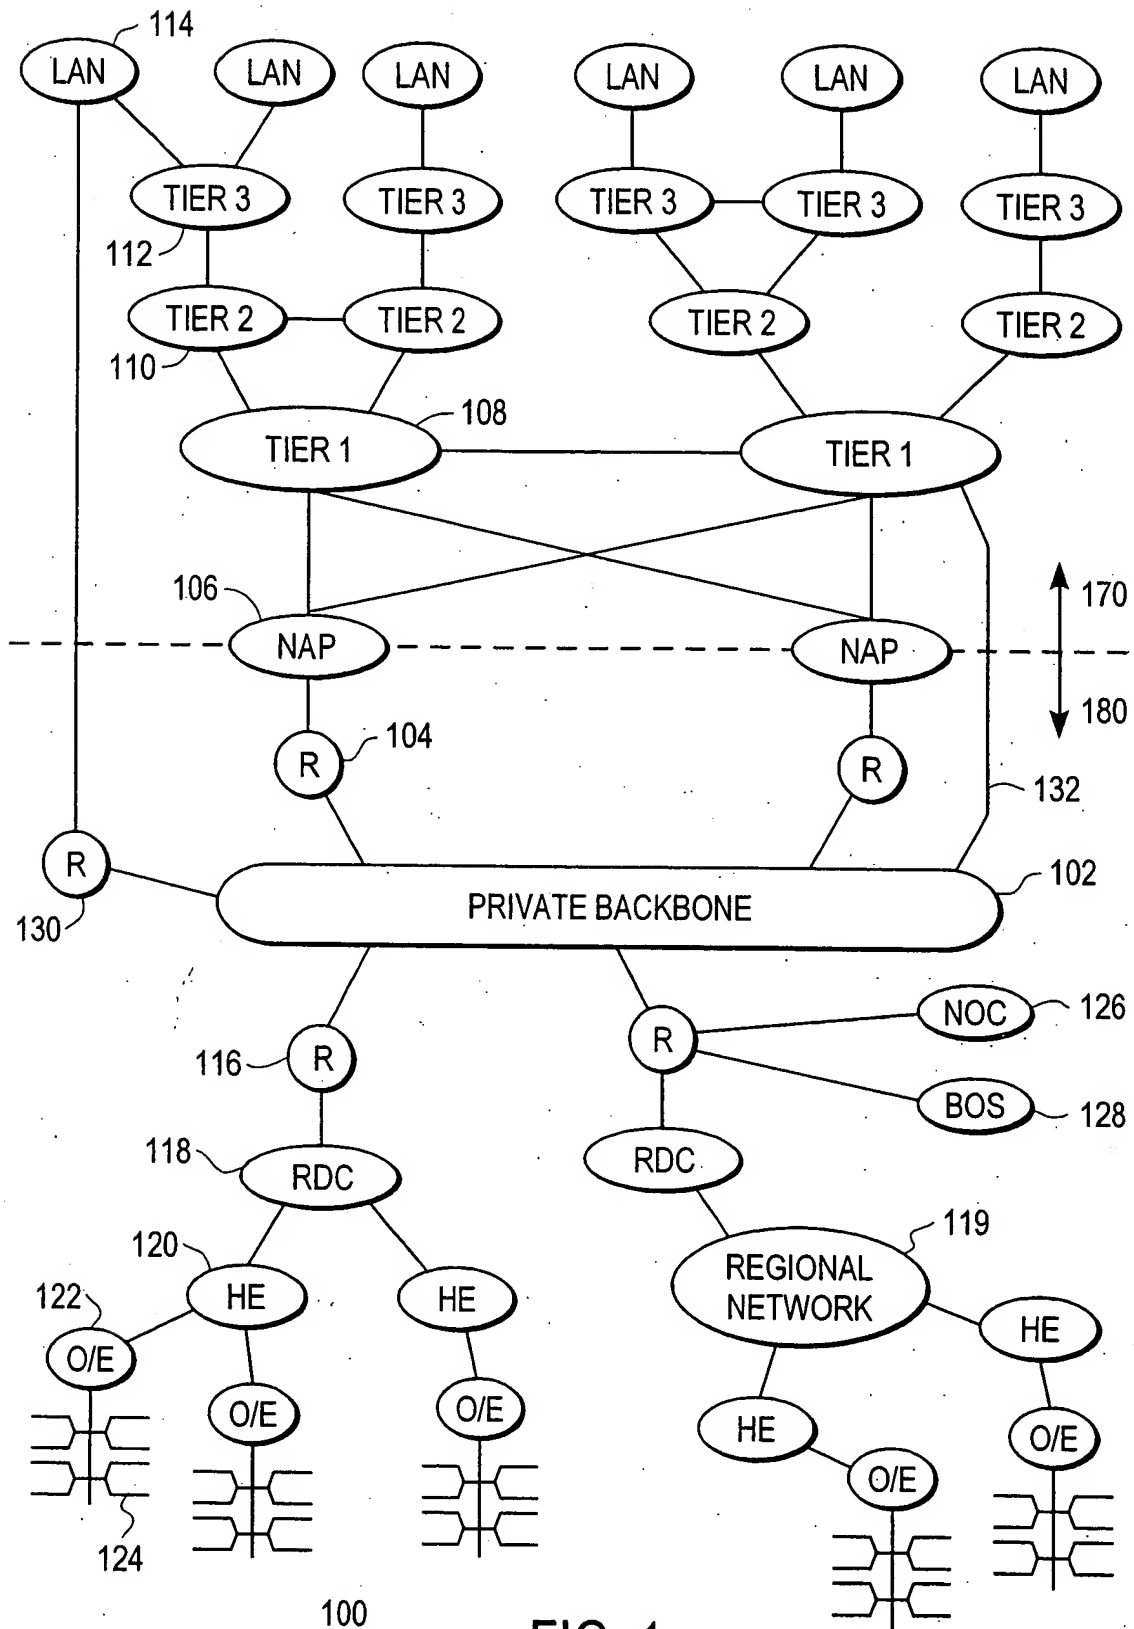 114
LAN LAN LAN LAN LAN LAN
TIER 3 TIER 3 TIER 3 TIER 3 TIER 3
112
TIER 2 TIER 2 TIER 2 TIER 2
110
108
TIER 1 TIER 1
106
170
NAP NAP
180
104
R R
132
R
102
PRIVATE BACKBONE
130
NOC 126
R
116 R
BOS 128
118
RDC
RDC
119
120
REGIONAL
NETWORK
HE HE
122
HE
O/E
O/E O/E
HE
O/E
O/E
124
100
FIG. 1